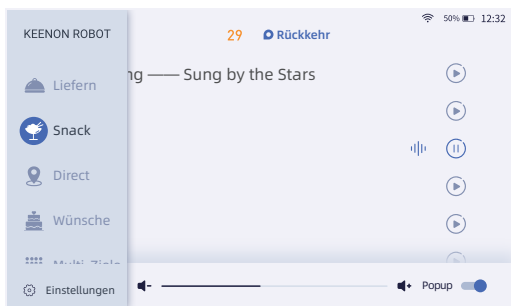 KEENON ROBOT
29 Rückkehr
50% 12:32
Liefern
ng —— Sung by the Stars
Snack
Direct
Wünsche
Einstellungen
Popup